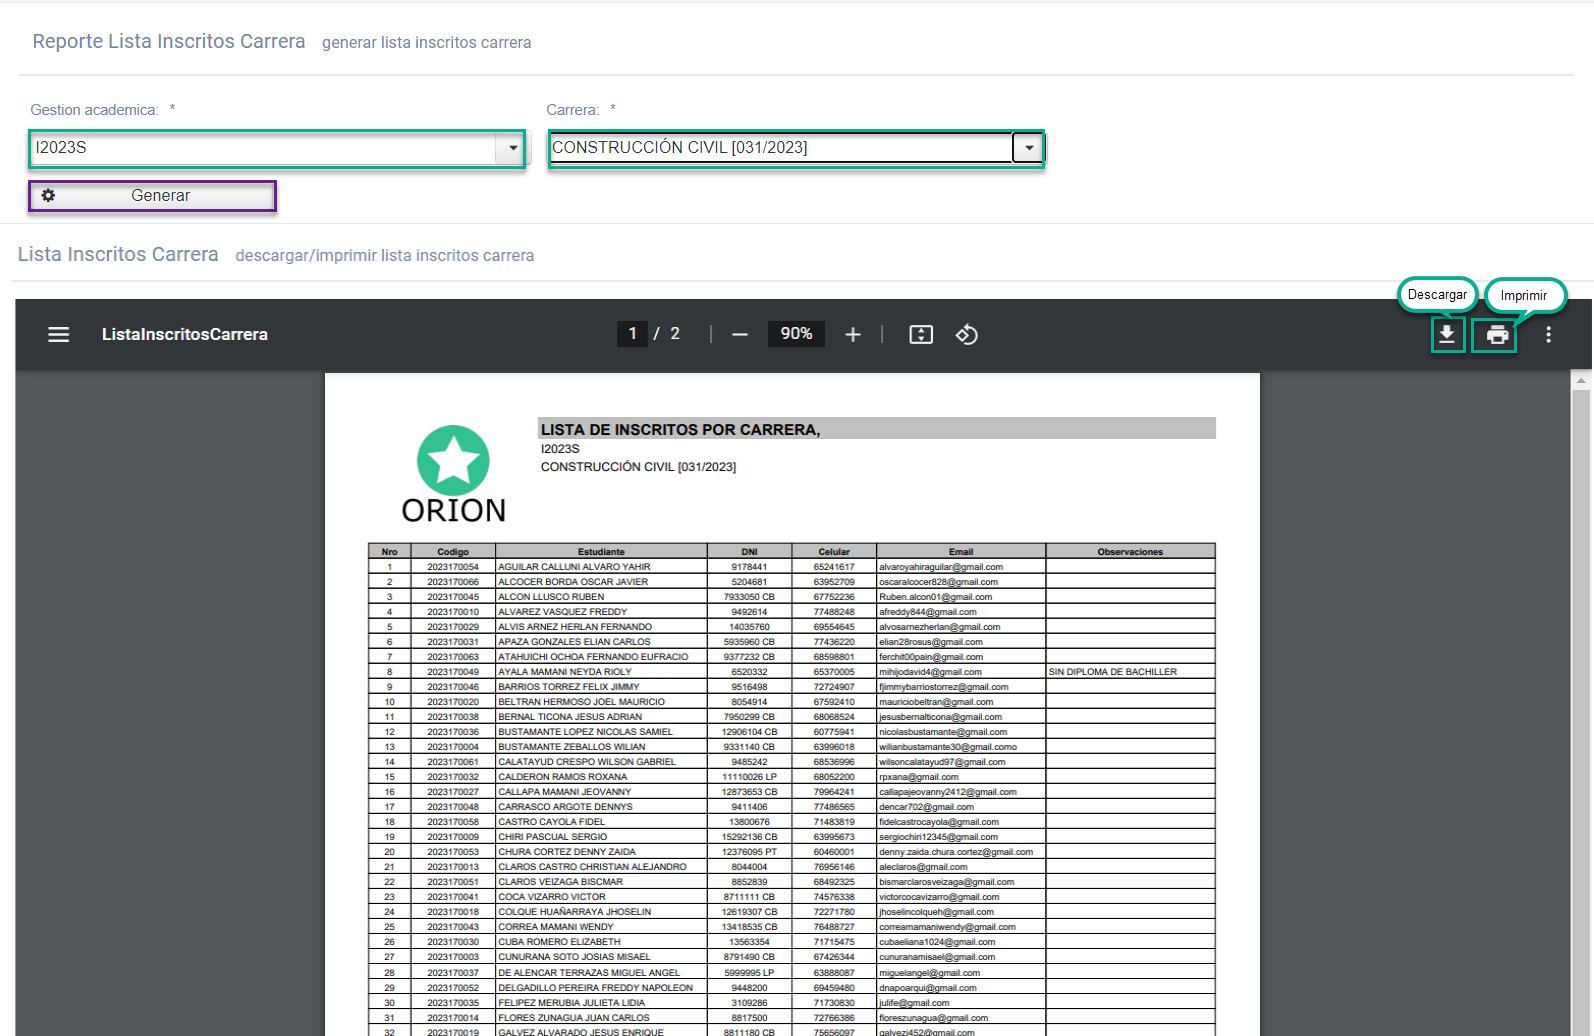 Reporte Lista Inscritos Carrera generar lista inscritos carrera
Gestion academica: * Carrera: *
I2023S CONSTRUCCIÓN CIVIL [031/2023]
Generar
Lista Inscritos Carrera descargar/imprimir lista inscritos carrera
Descargar Imprimir
ListaInscritosCarrera 1 / 2 90%
LISTA DE INSCRITOS POR CARRERA,
I2023S
CONSTRUCCIÓN CIVIL [031/2023]
ORION
Nro Codigo Estudiante DNI Celular Email Observaciones
1 2023170054 AGUILAR CALLUNI ALVARO YAHIR 9178441 65241617 alvaroyahiraguilar@gmail.com
2 2023170066 ALCOCER BORDA OSCAR JAVIER 5204681 63952709 oscaralcocer828@gmail.com
3 2023170045 ALCON LLUSCO RUBEN 7933050 CB 67752236 Ruben.alcon01@gmail.com
4 2023170010 ALVAREZ VASQUEZ FREDDY 9492614 77488248 afreddy844@gmail.com
5 2023170029 ALVIS ARNEZ HERLAN FERNANDO 14035760 69554645 alvosarnezherlan@gmail.com
6 2023170031 APAZA GONZALES ELIAN CARLOS 5935960 CB 77436220 elian28rosus@gmail.com
7 2023170063 ATAHUICHI OCHOA FERNANDO EUFRACIO 9377232 CB 68598801 ferchit00pain@gmail.com
8 2023170049 AYALA MAMANI NEYDA RIOLY 6520332 65370005 mihijodavid4@gmail.com SIN DIPLOMA DE BACHILLER
9 2023170046 BARRIOS TORREZ FELIX JIMMY 9516498 72724907 fjimmybarriostorrez@gmail.com
10 2023170020 BELTRAN HERMOSO JOEL MAURICIO 8054914 67592410 mauriciobeltran@gmail.com
11 2023170038 BERNAL TICONA JESUS ADRIAN 7950299 CB 68068524 jesusbernalticona@gmail.com
12 2023170036 BUSTAMANTE LOPEZ NICOLAS SAMIEL 12906104 CB 60775941 nicolasbustamante@gmail.com
13 2023170004 BUSTAMANTE ZEBALLOS WILIAN 9331140 CB 63996018 wilianbustamante30@gmail.como
14 2023170061 CALATAYUD CRESPO WILSON GABRIEL 9485242 68536996 wilsoncalatayud97@gmail.com
15 2023170032 CALDERON RAMOS ROXANA 11110026 LP 68052200 rpxana@gmail.com
16 2023170027 CALLAPA MAMANI JEOVANNY 12873653 CB 79964241 callapajeovanny2412@gmail.com
17 2023170048 CARRASCO ARGOTE DENNYS 9411406 77486565 dencar702@gmail.com
18 2023170058 CASTRO CAYOLA FIDEL 13800676 71483819 fidelcastrocayola@gmail.com
19 2023170009 CHIRI PASCUAL SERGIO 15292136 CB 63995673 sergiochiri12345@gmail.com
20 2023170053 CHURA CORTEZ DENNY ZAIDA 12376095 PT 60460001 denny.zaida.chura.cortez@gmail.com
21 2023170013 CLAROS CASTRO CHRISTIAN ALEJANDRO 8044004 76956146 aleclaros@gmail.com
22 2023170051 CLAROS VEIZAGA BISCMAR 8852839 68492325 bismarclarosveizaga@gmail.com
23 2023170041 COCA VIZARRO VICTOR 8711111 CB 74576338 victorcocavizarro@gmail.com
24 2023170018 COLQUE HUAÑARRAYA JHOSELIN 12619307 CB 72271780 jhoselincolqueh@gmail.com
25 2023170043 CORREA MAMANI WENDY 13418535 CB 76488727 correamamaniwendy@gmail.com
26 2023170030 CUBA ROMERO ELIZABETH 13563354 71715475 cubaeliana1024@gmail.com
27 2023170003 CUNURANA SOTO JOSIAS MISAEL 8791490 CB 67426344 cunuranamisael@gmail.com
28 2023170037 DE ALENCAR TERRAZAS MIGUEL ANGEL 5999995 LP 63888087 miguelangel@gmail.com
29 2023170052 DELGADILLO PEREIRA FREDDY NAPOLEON 9448200 69459480 dnapoarqui@gmail.com
30 2023170035 FELIPEZ MERUBIA JULIETA LIDIA 3109286 71730830 julife@gmail.com
31 2023170014 FLORES ZUNAGUA JUAN CARLOS 8817500 72766386 floreszunagua@gmail.com
32 2023170019 GALVEZ ALVARADO JESUS ENRIQUE 8811180 CB 75656097 galvezj452@gmail.com